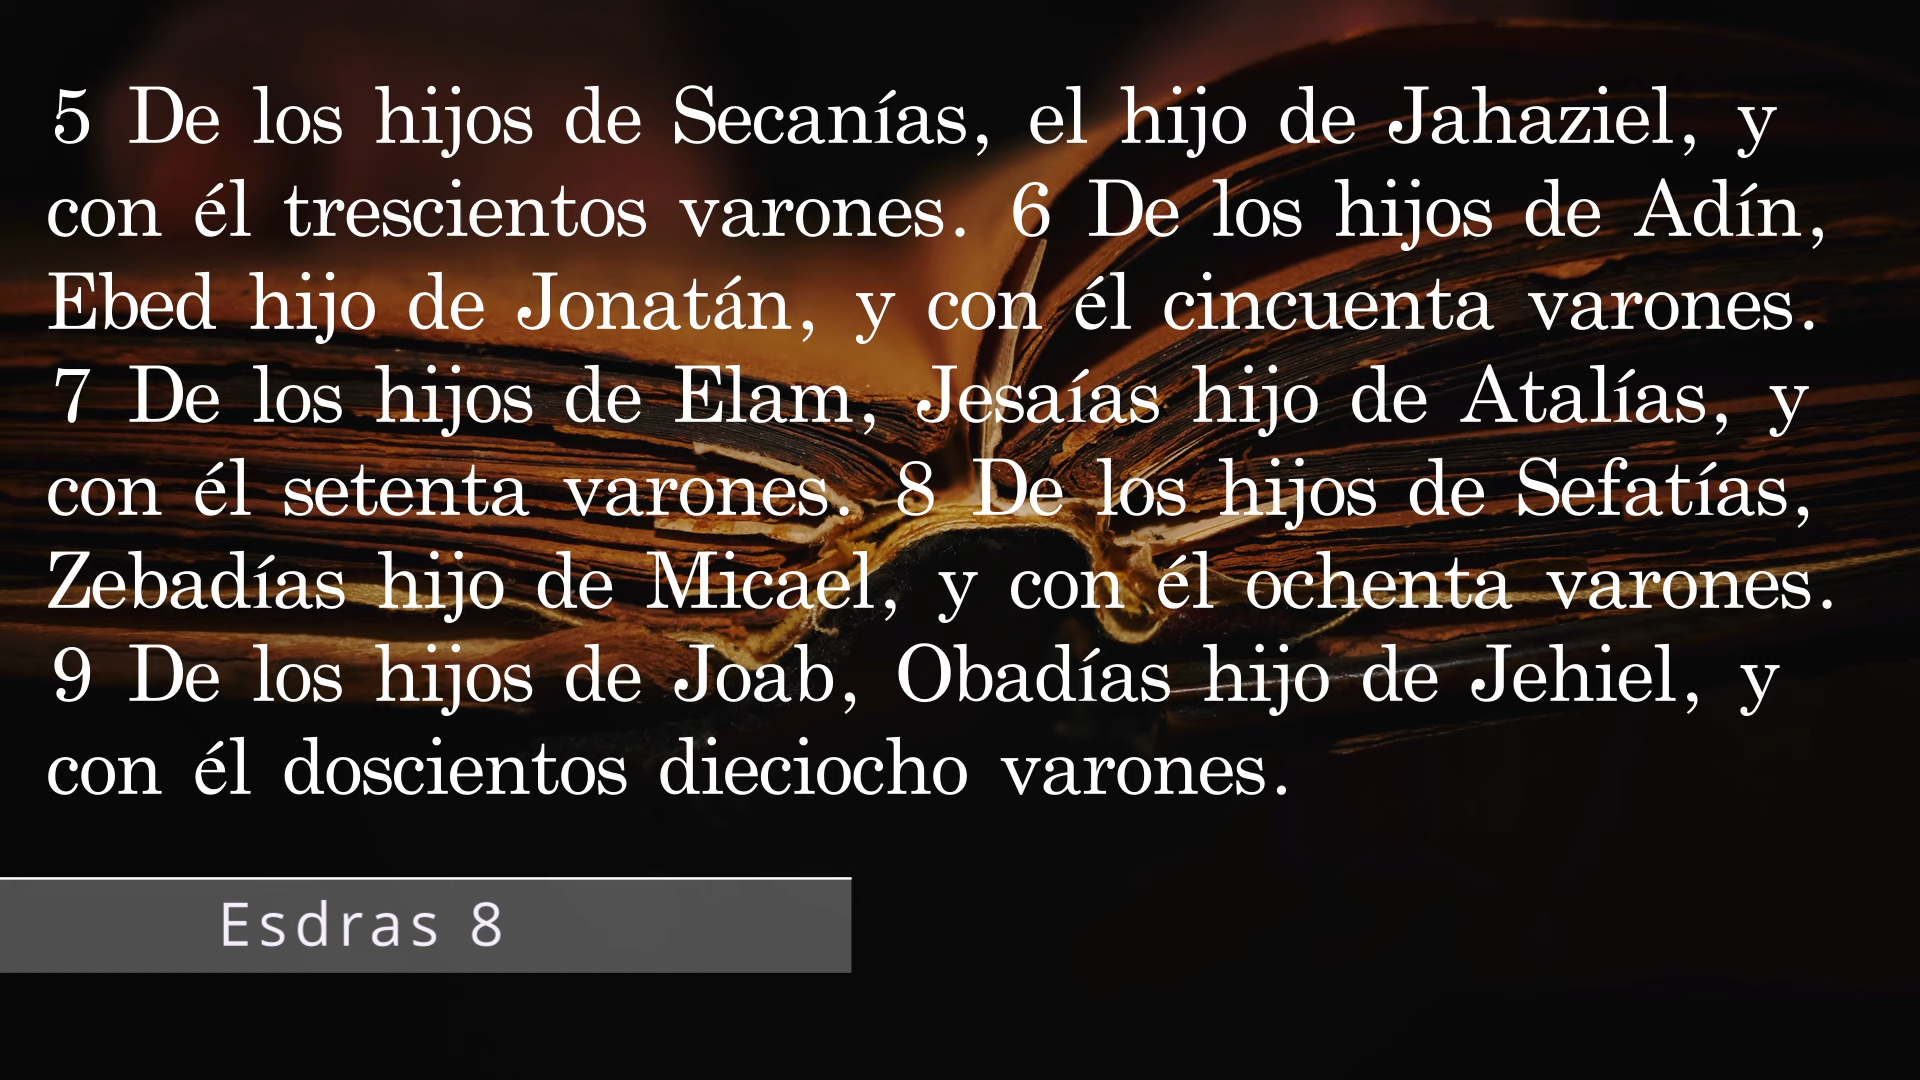 5 De los hijos de Secanías, el hijo de Jahaziel, y
con él trescientos varones. 6 De los hijos de Adín,
Ebed hijo de Jonatán, y con él cincuenta varones.
7 De los hijos de Elam, Jesaías hijo de Atalías, y
con él setenta varones. 8 De los hijos de Sefatías,
Zebadías hijo de Micael, y con él ochenta varones.
9 De los hijos de Joab, Obadías hijo de Jehiel, y
con él doscientos dieciocho varones.
Esdras 8